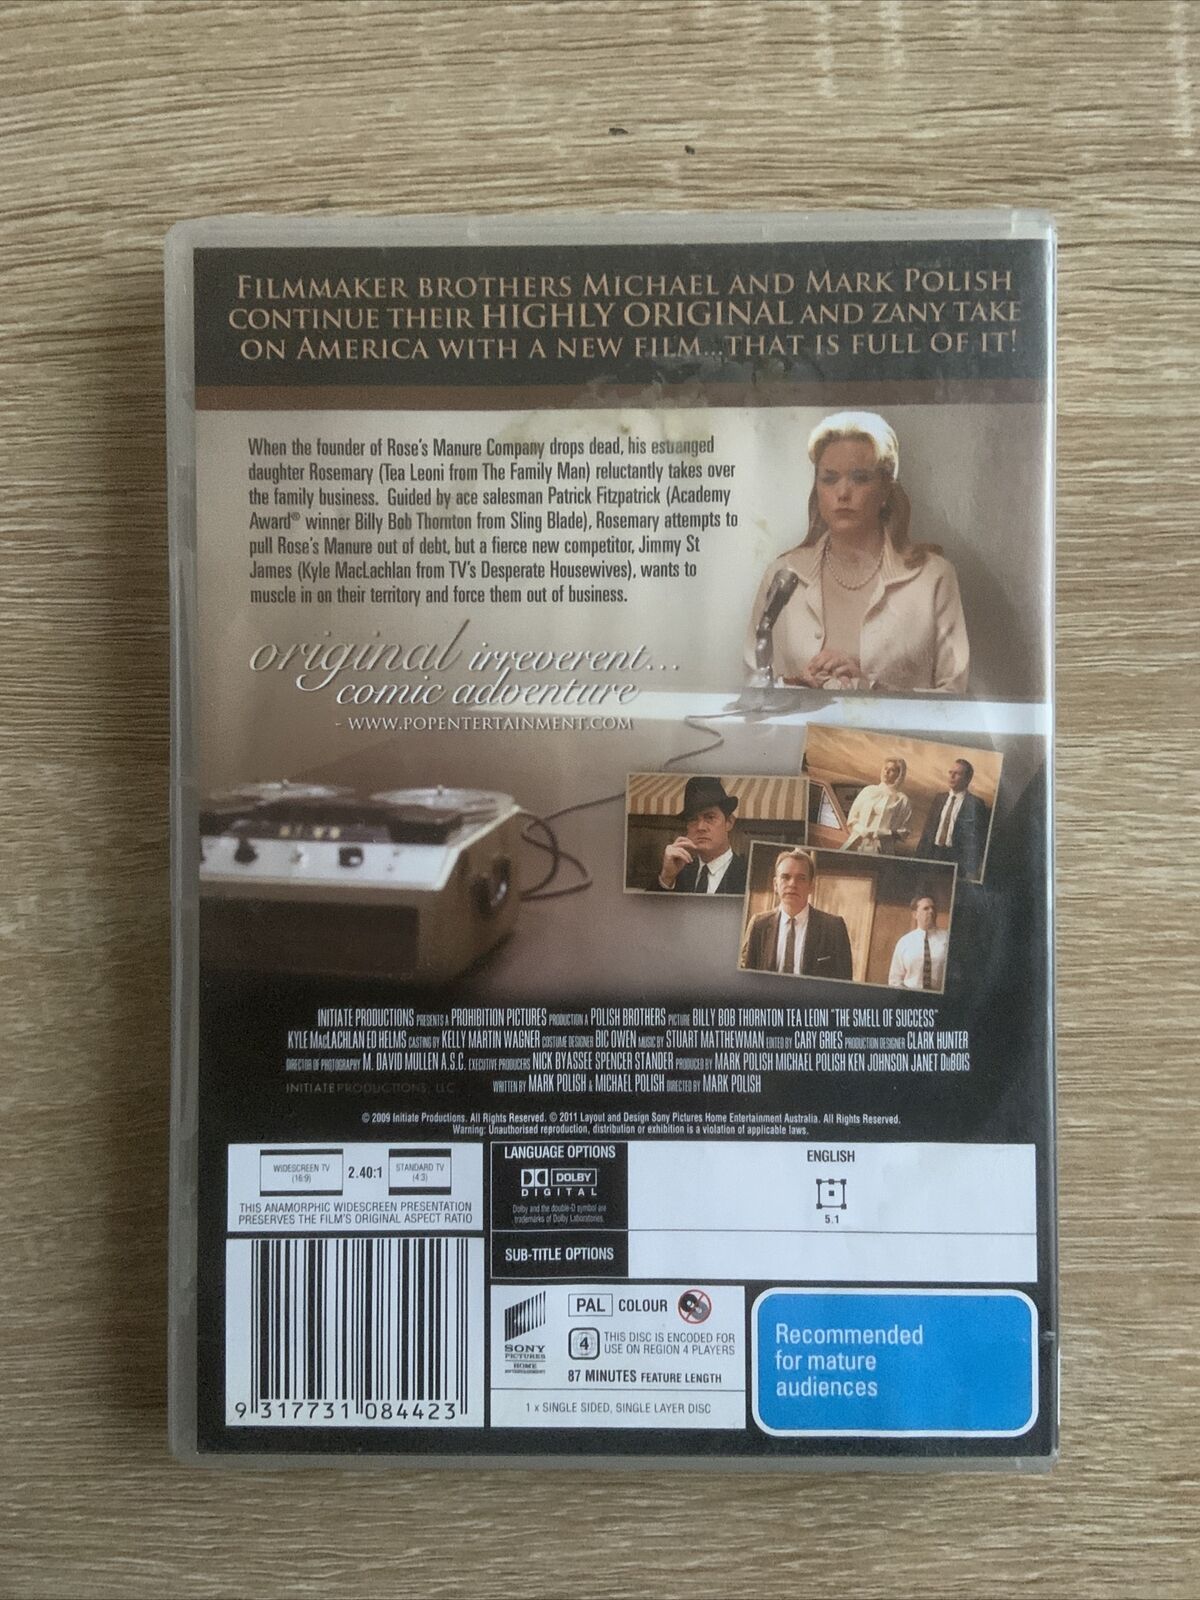 FILMMAKER BROTHERS MICHAEL AND MARK POLISH
CONTINUE THEIR HIGHLY ORIGINAL AND ZANY TAKE
ON AMERICA WITH A NEW FILM...THAT IS FULL OF IT!
When the founder of Rose's Manure Company drops dead, his estranged
daughter Rosemary (Tea Leoni from The Family Man) reluctantly takes over
the family business. Guided by ace salesman Patrick Fitzpatrick (Academy
Award® winner Billy Bob Thornton from Sling Blade), Rosemary attempts to
pull Rose's Manure out of debt, but a fierce new competitor, Jimmy St
James (Kyle MacLachlan from TV's Desperate Housewives), wants to
muscle in on their territory and force them out of business.
original irreverent...
comic adventure
- WWW.POPENTERTAINMENT.COM
INITIATE PRODUCTIONS PRESENTS A PROHIBITION PICTURES PRODUCTION A POLISH BROTHERS PICTURE BILLY BOB THORNTON TEA LEONI "THE SMELL OF SUCCESS"
KYLE MACLACHLAN ED HELMS CASTING BY KELLY MARTIN WAGNER COSTUME DESIGNER BIC OWEN MUSIC BY STUART MATTHEWMAN EDITED BY CARY GRIES PRODUCTION DESIGNER CLARK HUNTER
DIRECTOR OF PHOTOGRAPHY M. DAVID MULLEN A.S.C. EXECUTIVE PRODUCERS NICK BYASSEE SPENCER STANDER PRODUCED BY MARK POLISH MICHAEL POLISH KEN JOHNSON JANET DUBOIS
INITIATE PRODUCTIONS, LLC WRITTEN BY MARK POLISH & MICHAEL POLISH DIRECTED BY MARK POLISH
© 2009 Initiate Productions. All Rights Reserved. © 2011 Layout and Design Sony Pictures Home Entertainment Australia. All Rights Reserved.
Warning: Unauthorised reproduction, distribution or exhibition is a violation of applicable laws.
WIDESCREEN TV
(16:9)
2.40:1
STANDARD TV
(4:3)
THIS ANAMORPHIC WIDESCREEN PRESENTATION
PRESERVES THE FILM'S ORIGINAL ASPECT RATIO
LANGUAGE OPTIONS
DOLBY
DIGITAL
Dolby and the double-D symbol are
trademarks of Dolby Laboratories.
ENGLISH
5.1
SUB-TITLE OPTIONS
9 317731 084423
SONY
PICTURES
HOME
ENTERTAINMENT
PAL COLOUR
4
THIS DISC IS ENCODED FOR
USE ON REGION 4 PLAYERS
87 MINUTES FEATURE LENGTH
1 x SINGLE SIDED, SINGLE LAYER DISC
Recommended
for mature
audiences